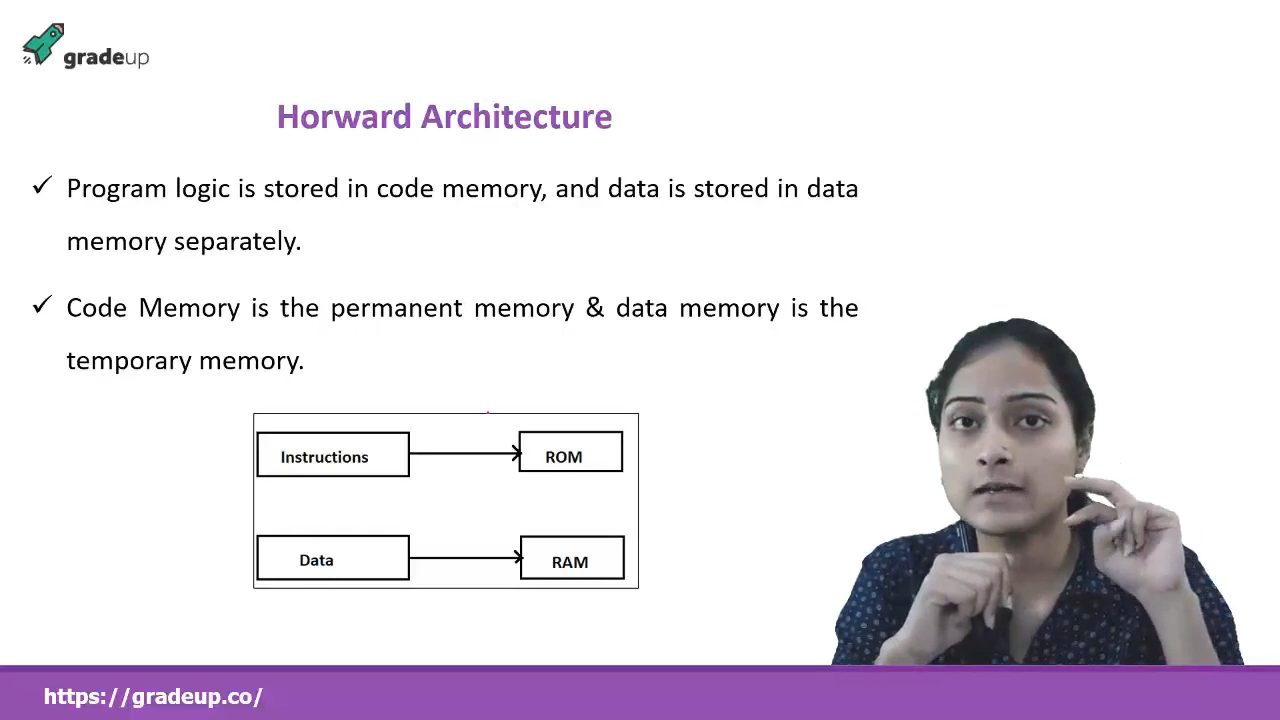 gradeup
Horward Architecture
✓ Program logic is stored in code memory, and data is stored in data
memory separately.
✓ Code Memory is the permanent memory & data memory is the
temporary memory.
Instructions
ROM
Data
RAM
https://gradeup.co/